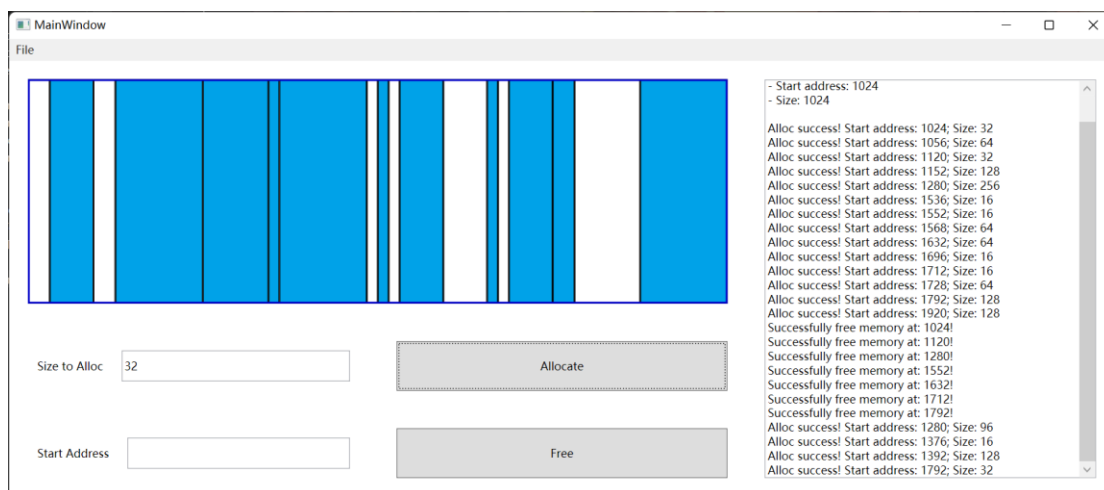 MainWindow
File
- Start address: 1024
- Size: 1024
Alloc success! Start address: 1024; Size: 32
Alloc success! Start address: 1056; Size: 64
Alloc success! Start address: 1120; Size: 32
Alloc success! Start address: 1152; Size: 128
Alloc success! Start address: 1280; Size: 256
Alloc success! Start address: 1536; Size: 16
Alloc success! Start address: 1552; Size: 16
Alloc success! Start address: 1568; Size: 64
Alloc success! Start address: 1632; Size: 64
Alloc success! Start address: 1696; Size: 16
Alloc success! Start address: 1712; Size: 16
Alloc success! Start address: 1728; Size: 64
Alloc success! Start address: 1792; Size: 128
Alloc success! Start address: 1920; Size: 128
Successfully free memory at: 1024!
Successfully free memory at: 1120!
Successfully free memory at: 1280!
Successfully free memory at: 1552!
Successfully free memory at: 1632!
Successfully free memory at: 1712!
Successfully free memory at: 1792!
Alloc success! Start address: 1280; Size: 96
Alloc success! Start address: 1376; Size: 16
Alloc success! Start address: 1392; Size: 128
Alloc success! Start address: 1792; Size: 32
Size to Alloc 32 Allocate
Start Address Free